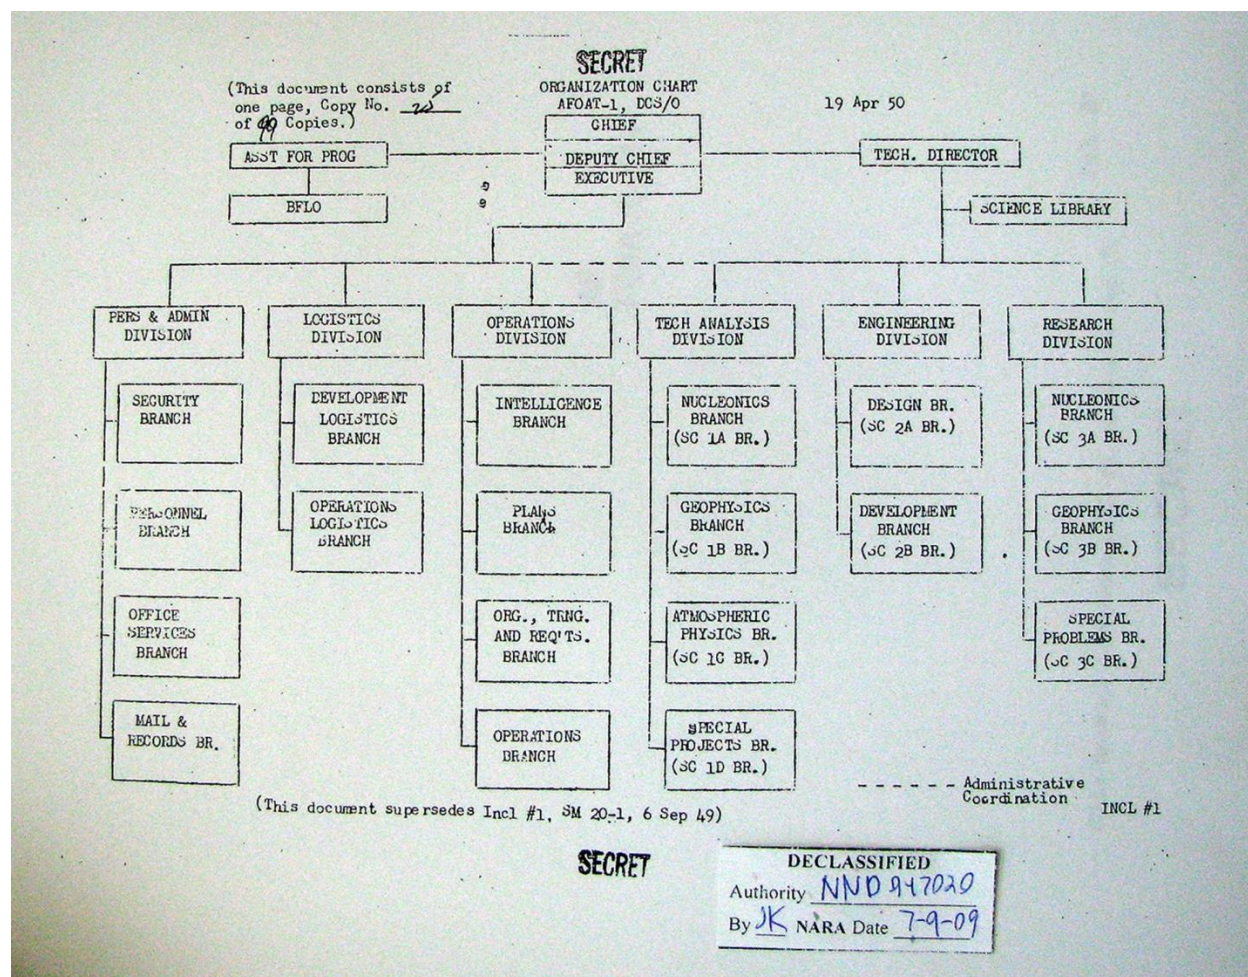 SECRET
(This document consists of
one page, Copy No.
of 99 Copies.)
ORGANIZATION CHART
AFOAT-1, DCS/O
19 Apr 50
CHIEF
DEPUTY CHIEF
EXECUTIVE
ASST FOR PROG
BFLO
TECH. DIRECTOR
SCIENCE LIBRARY
PERS & ADMIN
DIVISION
SECURITY
BRANCH
PERSONNEL
BRANCH
OFFICE
SERVICES
BRANCH
MAIL &
RECORDS BR.
LOGISTICS
DIVISION
DEVELOPMENT
LOGISTICS
BRANCH
OPERATIONS
LOGISTICS
BRANCH
OPERATIONS
DIVISION
INTELLIGENCE
BRANCH
PLANS
BRANCH
ORG., TRNG.
AND REQ'TS.
BRANCH
OPERATIONS
BRANCH
TECH ANALYSIS
DIVISION
NUCLEONICS
BRANCH
(SC 1A BR.)
GEOPHYSICS
BRANCH
(SC 1B BR.)
ATMOSPHERIC
PHYSICS BR.
(SC 1C BR.)
SPECIAL
PROJECTS BR.
(SC 1D BR.)
ENGINEERING
DIVISION
DESIGN BR.
(SC 2A BR.)
DEVELOPMENT
BRANCH
(SC 2B BR.)
RESEARCH
DIVISION
NUCLEONICS
BRANCH
(SC 3A BR.)
GEOPHYSICS
BRANCH
(SC 3B BR.)
SPECIAL
PROBLEMS BR.
(SC 3C BR.)
Administrative
Coordination
INCL #1
(This document supersedes Incl #1, SM 20-1, 6 Sep 49)
SECRET
DECLASSIFIED
Authority NND 947020
By JK NARA Date 7-9-09